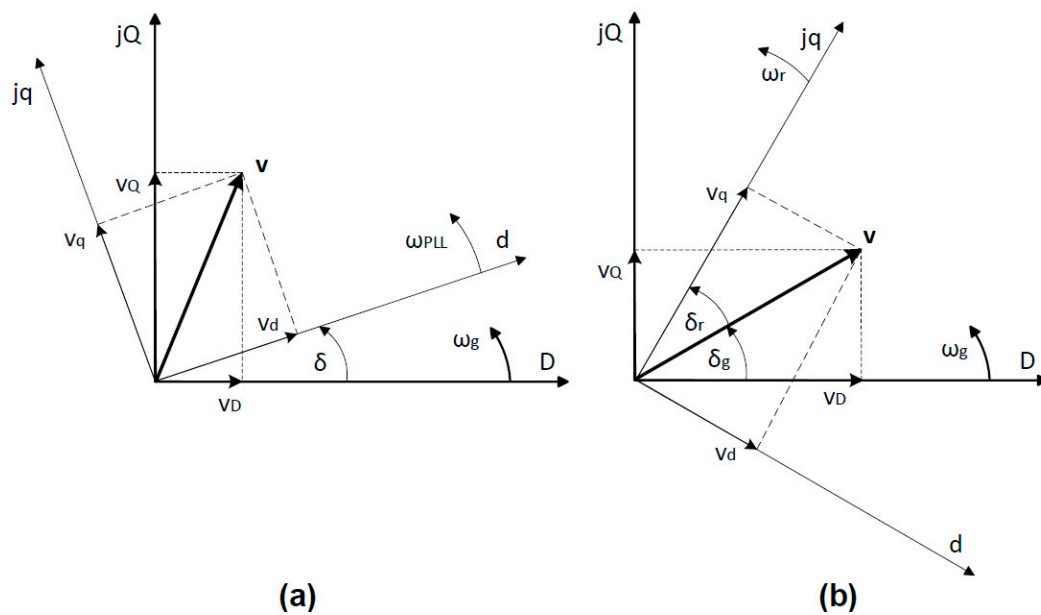 jQ
jq
vQ
v
vq
ωPLL
d
vd
δ
ωg
D
vD
(a)
jQ
jq
ωr
vq
v
vQ
δr
δg
ωg
D
vD
vd
d
(b)